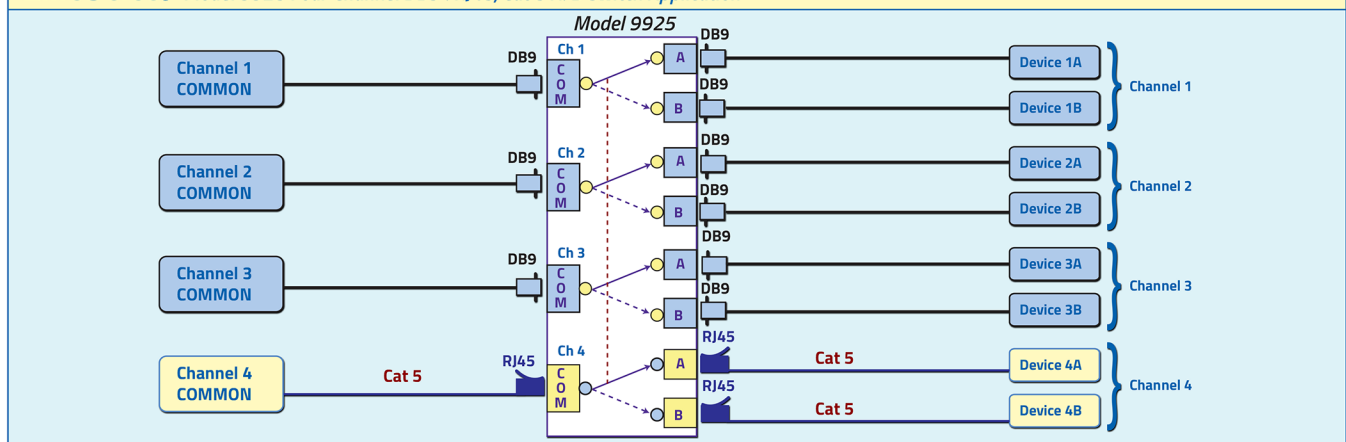 Model 9925
Channel 1
COMMON
DB9
Ch 1
C
O
M
A
B
DB9
DB9
Device 1A
Device 1B
Channel 1
Channel 2
COMMON
DB9
Ch 2
C
O
M
A
B
DB9
DB9
Device 2A
Device 2B
Channel 2
Channel 3
COMMON
DB9
Ch 3
C
O
M
A
B
DB9
DB9
Device 3A
Device 3B
Channel 3
Channel 4
COMMON
Cat 5
RJ45
Ch 4
C
O
M
A
B
RJ45
Cat 5
RJ45
Cat 5
Device 4A
Device 4B
Channel 4